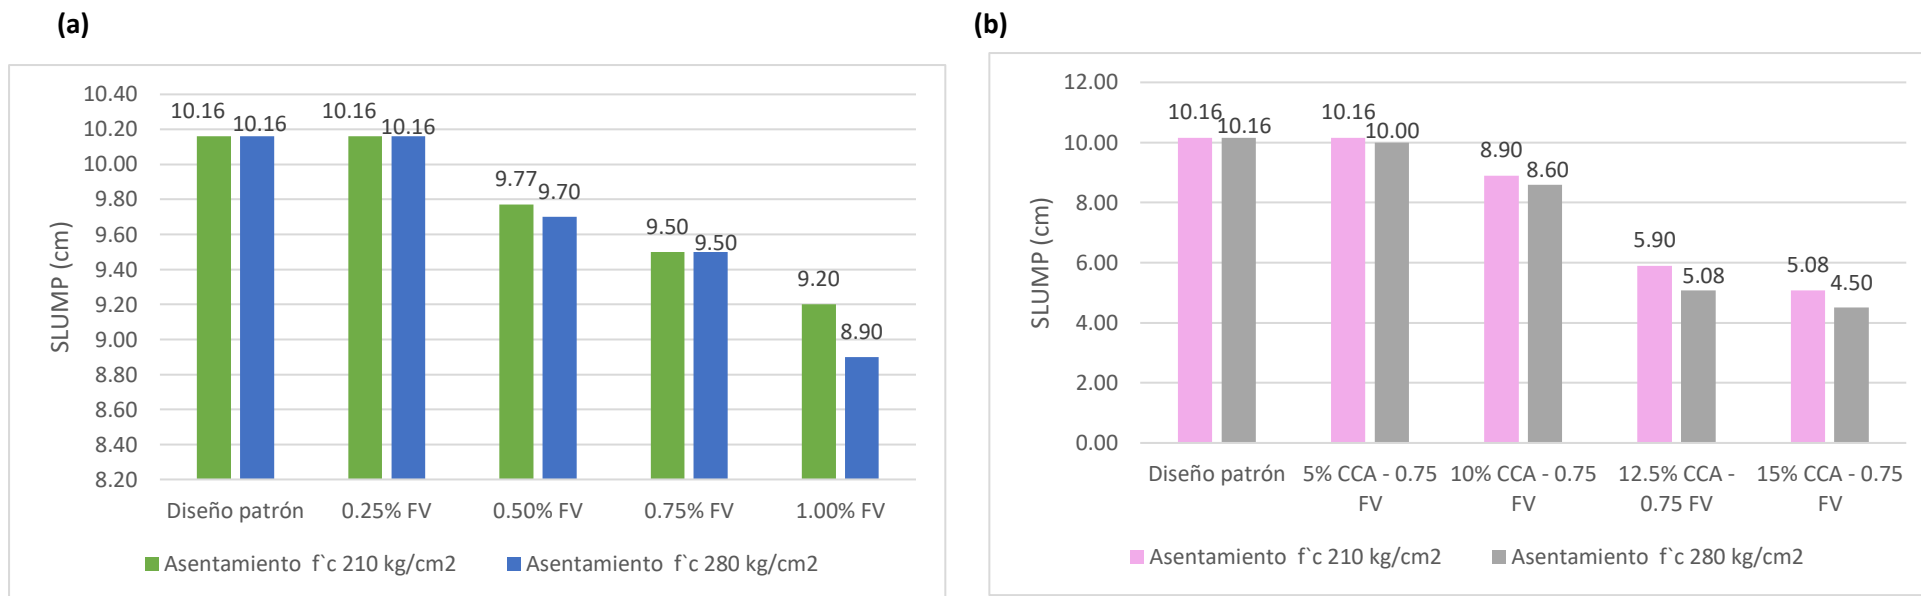 (a)
10.40
10.20
10.00
9.80
9.60
9.40
9.20
9.00
8.80
8.60
8.40
8.20
SLUMP (cm)
10.16
10.16
10.16
10.16
9.77
9.70
9.50
9.50
9.20
8.90
Diseño patrón
0.25% FV
0.50% FV
0.75% FV
1.00% FV
Asentamiento f`c 210 kg/cm2
Asentamiento f`c 280 kg/cm2
(b)
12.00
10.00
8.00
6.00
4.00
2.00
0.00
SLUMP (cm)
10.16
10.16
10.16
10.00
8.90
8.60
5.90
5.08
5.08
4.50
Diseño patrón
5% CCA - 0.75
FV
10% CCA - 0.75
FV
12.5% CCA -
0.75 FV
15% CCA - 0.75
FV
Asentamiento f`c 210 kg/cm2
Asentamiento f`c 280 kg/cm2